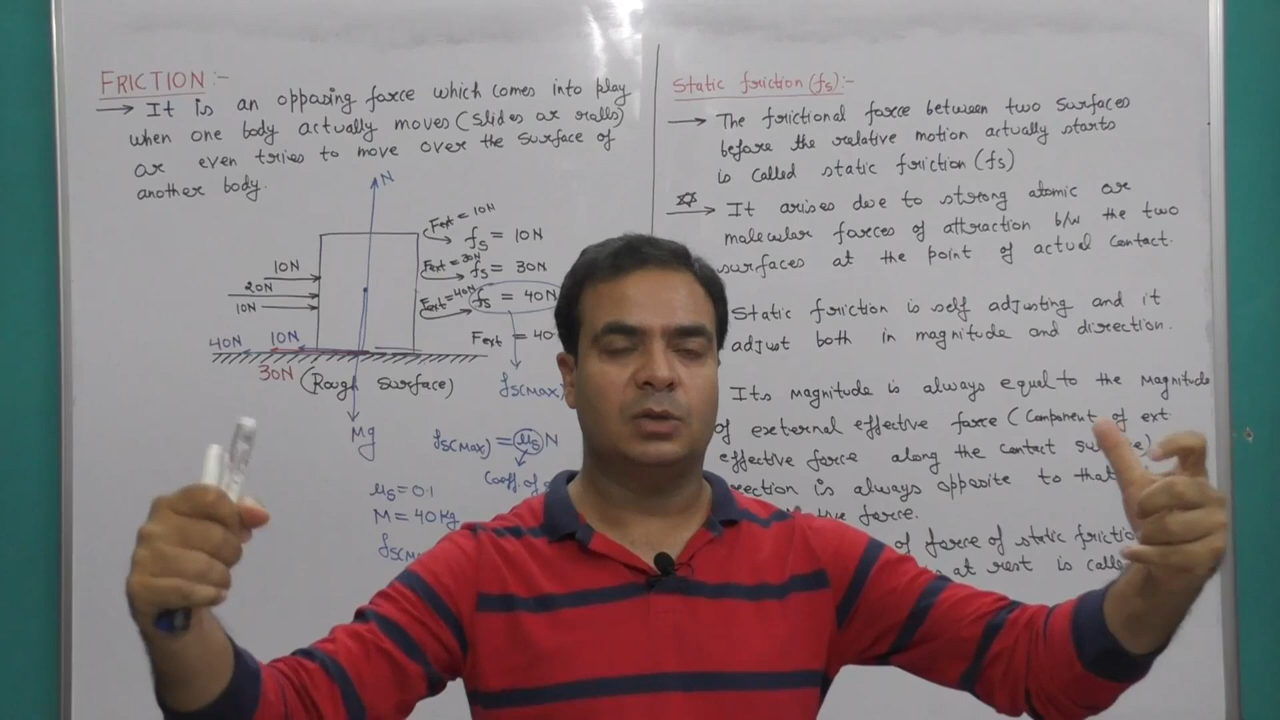 FRICTION:-
→ It is an opposing force which comes into play
when one body actually moves (slides or rolls)
or even tries to move over the surface of
another body.
N
10N
20N
10N
40N 10N
30N (Rough Surface)
Mg
Fext = 10N
fs = 10N
Fext = 30N
fs = 30N
Fext = 40N
fs = 40N
Fext = 40
fs(MAX)
fs(MAX) = μs N
Coeff. of
μs = 0.1
M = 40 kg
Static friction (fs):-
→ The frictional force between two surfaces
before the relative motion actually starts
is called static friction (fs)
→ It arises due to strong atomic or
molecular forces of attraction b/w the two
surfaces at the point of actual contact.
Static friction is self adjusting and it
adjust both in magnitude and direction.
Its magnitude is always equal to the magnitude
of external effective force (Component of ext.
effective force along the contact
is always opposite to that
force.
of force of static
at rest is